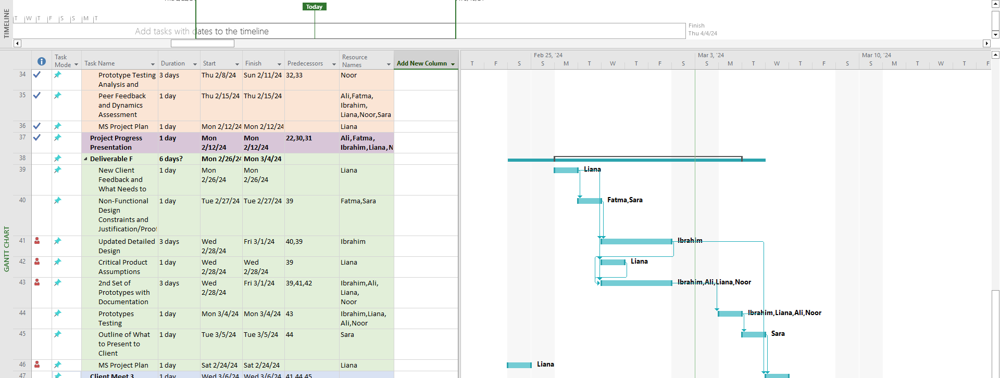 TIMELINE
Today
T W T F S S M T
Add tasks with dates to the timeline
Finish
Thu 4/4/24
GANTT CHART
Task Mode Task Name Duration Start Finish Predecessors Resource Names Add New Column
Feb 25, '24 Mar 3, '24 Mar 10, '24
T F S S M T W T F S S M T W T F S S M T W T F
34 Prototype Testing Analysis and 3 days Thu 2/8/24 Sun 2/11/24 32,33 Noor
35 Peer Feedback and Dynamics Assessment 1 day Thu 2/15/24 Thu 2/15/24 Ali,Fatma, Ibrahim, Liana,Noor,Sara
36 MS Project Plan 1 day Mon 2/12/24 Mon 2/12/24 Liana
37 Project Progress Presentation 1 day Mon 2/12/24 Mon 2/12/24 22,30,31 Ali,Fatma, Ibrahim,Liana,N
38 Deliverable F 6 days? Mon 2/26/24 Mon 3/4/24
39 New Client Feedback and What Needs to 1 day Mon 2/26/24 Mon 2/26/24 Liana
Liana
40 Non-Functional Design Constraints and Justification/Proof 1 day Tue 2/27/24 Tue 2/27/24 39 Fatma,Sara
Fatma,Sara
41 Updated Detailed Design 3 days Wed 2/28/24 Fri 3/1/24 40,39 Ibrahim
Ibrahim
42 Critical Product Assumptions 1 day Wed 2/28/24 Wed 2/28/24 39 Liana
Liana
43 2nd Set of Prototypes with Documentation 3 days Wed 2/28/24 Fri 3/1/24 39,41,42 Ibrahim,Ali, Liana, Noor
Ibrahim,Ali,Liana,Noor
44 Prototypes Testing 1 day Mon 3/4/24 Mon 3/4/24 43 Ibrahim,Liana, Ali,Noor
Ibrahim,Liana,Ali,Noor
45 Outline of What to Present to Client 1 day Tue 3/5/24 Tue 3/5/24 44 Sara
Sara
46 MS Project Plan 1 day Sat 2/24/24 Sat 2/24/24 Liana
Liana
47 Client Meet 3 1 day Wed 3/6/24 Wed 3/6/24 41,44,45